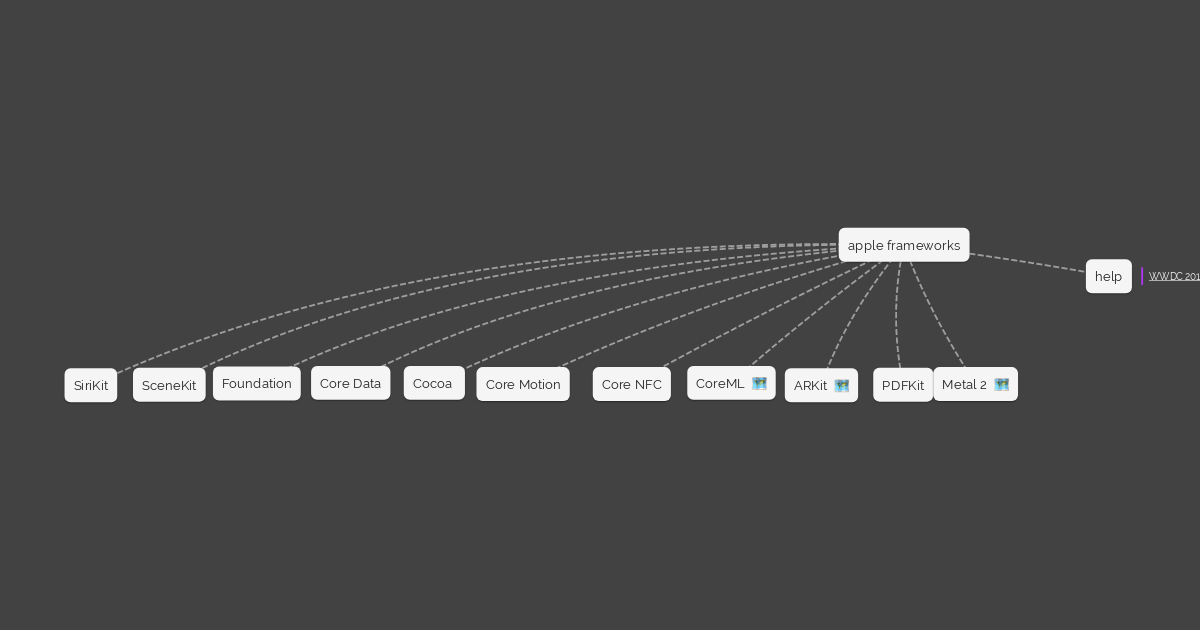 apple frameworks
help
WWDC 201
SiriKit
SceneKit
Foundation
Core Data
Cocoa
Core Motion
Core NFC
CoreML
ARKit
PDFKit
Metal 2